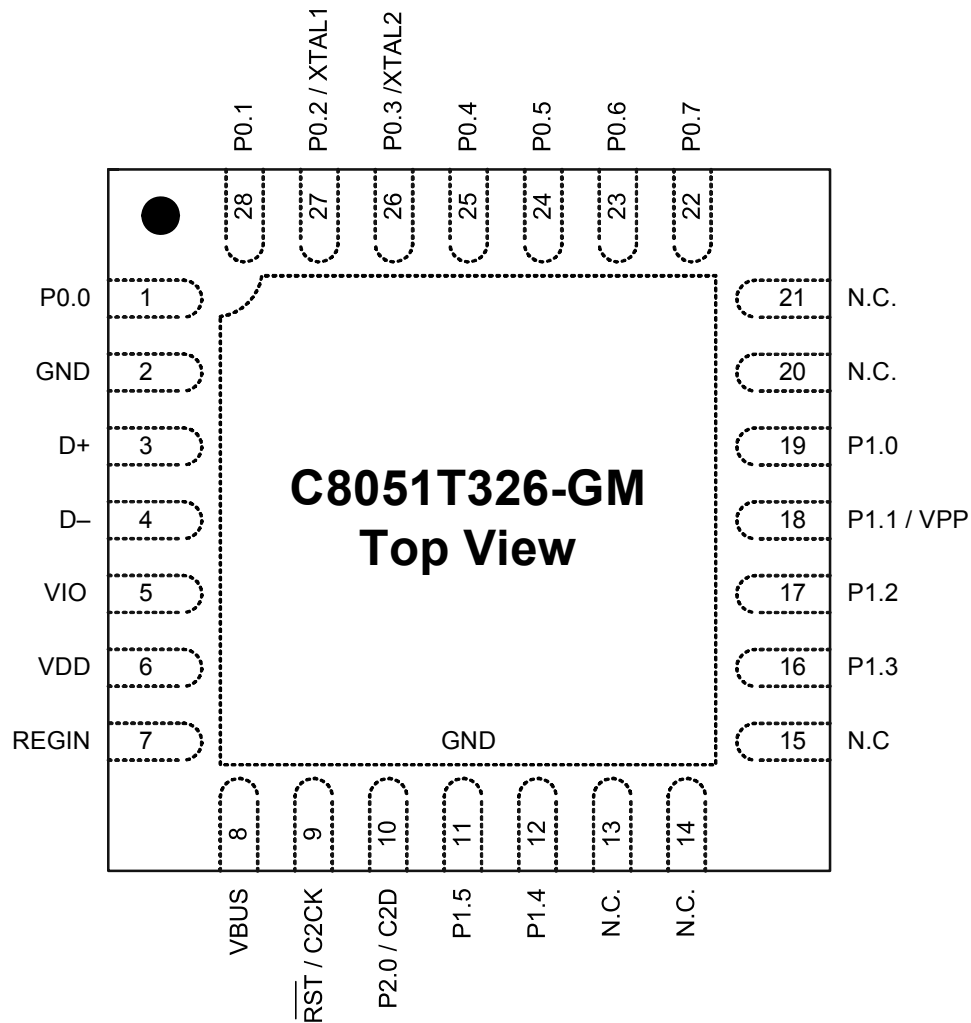 P0.1
P0.2 / XTAL1
P0.3 /XTAL2
P0.4
P0.5
P0.6
P0.7
28
27
26
25
24
23
22
P0.0 1
GND 2
D+ 3
D– 4
VIO 5
VDD 6
REGIN 7
C8051T326-GM
Top View
GND
21 N.C.
20 N.C.
19 P1.0
18 P1.1 / VPP
17 P1.2
16 P1.3
15 N.C
8
9
10
11
12
13
14
VBUS
R̅S̅T̅ / C2CK
P2.0 / C2D
P1.5
P1.4
N.C.
N.C.